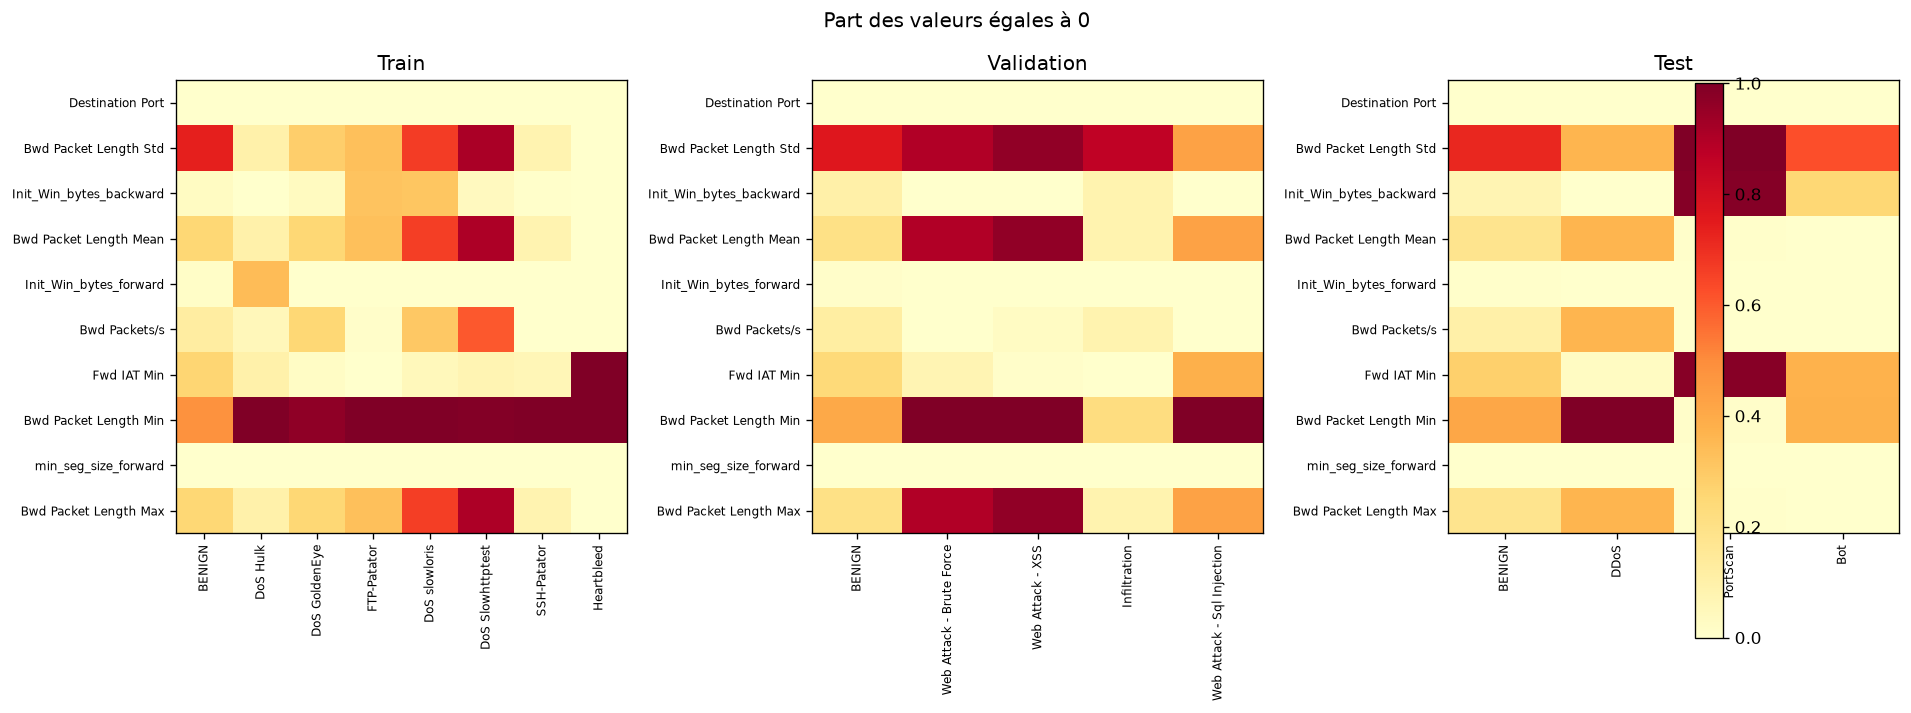 Part des valeurs égales à 0
Train
Destination Port
Bwd Packet Length Std
Init_Win_bytes_backward
Bwd Packet Length Mean
Init_Win_bytes_forward
Bwd Packets/s
Fwd IAT Min
Bwd Packet Length Min
min_seg_size_forward
Bwd Packet Length Max
BENIGN
DoS Hulk
DoS GoldenEye
FTP-Patator
DoS slowloris
DoS Slowhttptest
SSH-Patator
Heartbleed
Validation
Destination Port
Bwd Packet Length Std
Init_Win_bytes_backward
Bwd Packet Length Mean
Init_Win_bytes_forward
Bwd Packets/s
Fwd IAT Min
Bwd Packet Length Min
min_seg_size_forward
Bwd Packet Length Max
BENIGN
Web Attack - Brute Force
Web Attack - XSS
Infiltration
Web Attack - Sql Injection
Test
Destination Port
Bwd Packet Length Std
Init_Win_bytes_backward
Bwd Packet Length Mean
Init_Win_bytes_forward
Bwd Packets/s
Fwd IAT Min
Bwd Packet Length Min
min_seg_size_forward
Bwd Packet Length Max
BENIGN
DDoS
PortScan
Bot
1.0
0.8
0.6
0.4
0.2
0.0